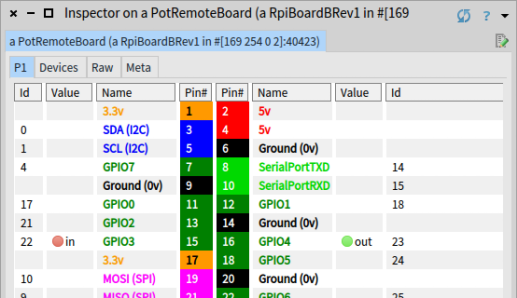 Inspector on a PotRemoteBoard (a RpiBoardBRev1 in #[169
?
a PotRemoteBoard (a RpiBoardBRev1 in #[169 254 0 2]:40423)
P1 Devices Raw Meta
Id Value Name Pin# Pin# Name Value Id
3.3v 1 2 5v
0 SDA (I2C) 3 4 5v
1 SCL (I2C) 5 6 Ground (0v)
4 GPIO7 7 8 SerialPortTXD 14
Ground (0v) 9 10 SerialPortRXD 15
17 GPIO0 11 12 GPIO1 18
21 GPIO2 13 14 Ground (0v)
22 in GPIO3 15 16 GPIO4 out 23
3.3v 17 18 GPIO5 24
10 MOSI (SPI) 19 20 Ground (0v)
9 MISO (SPI) 21 22 GPIO6 25